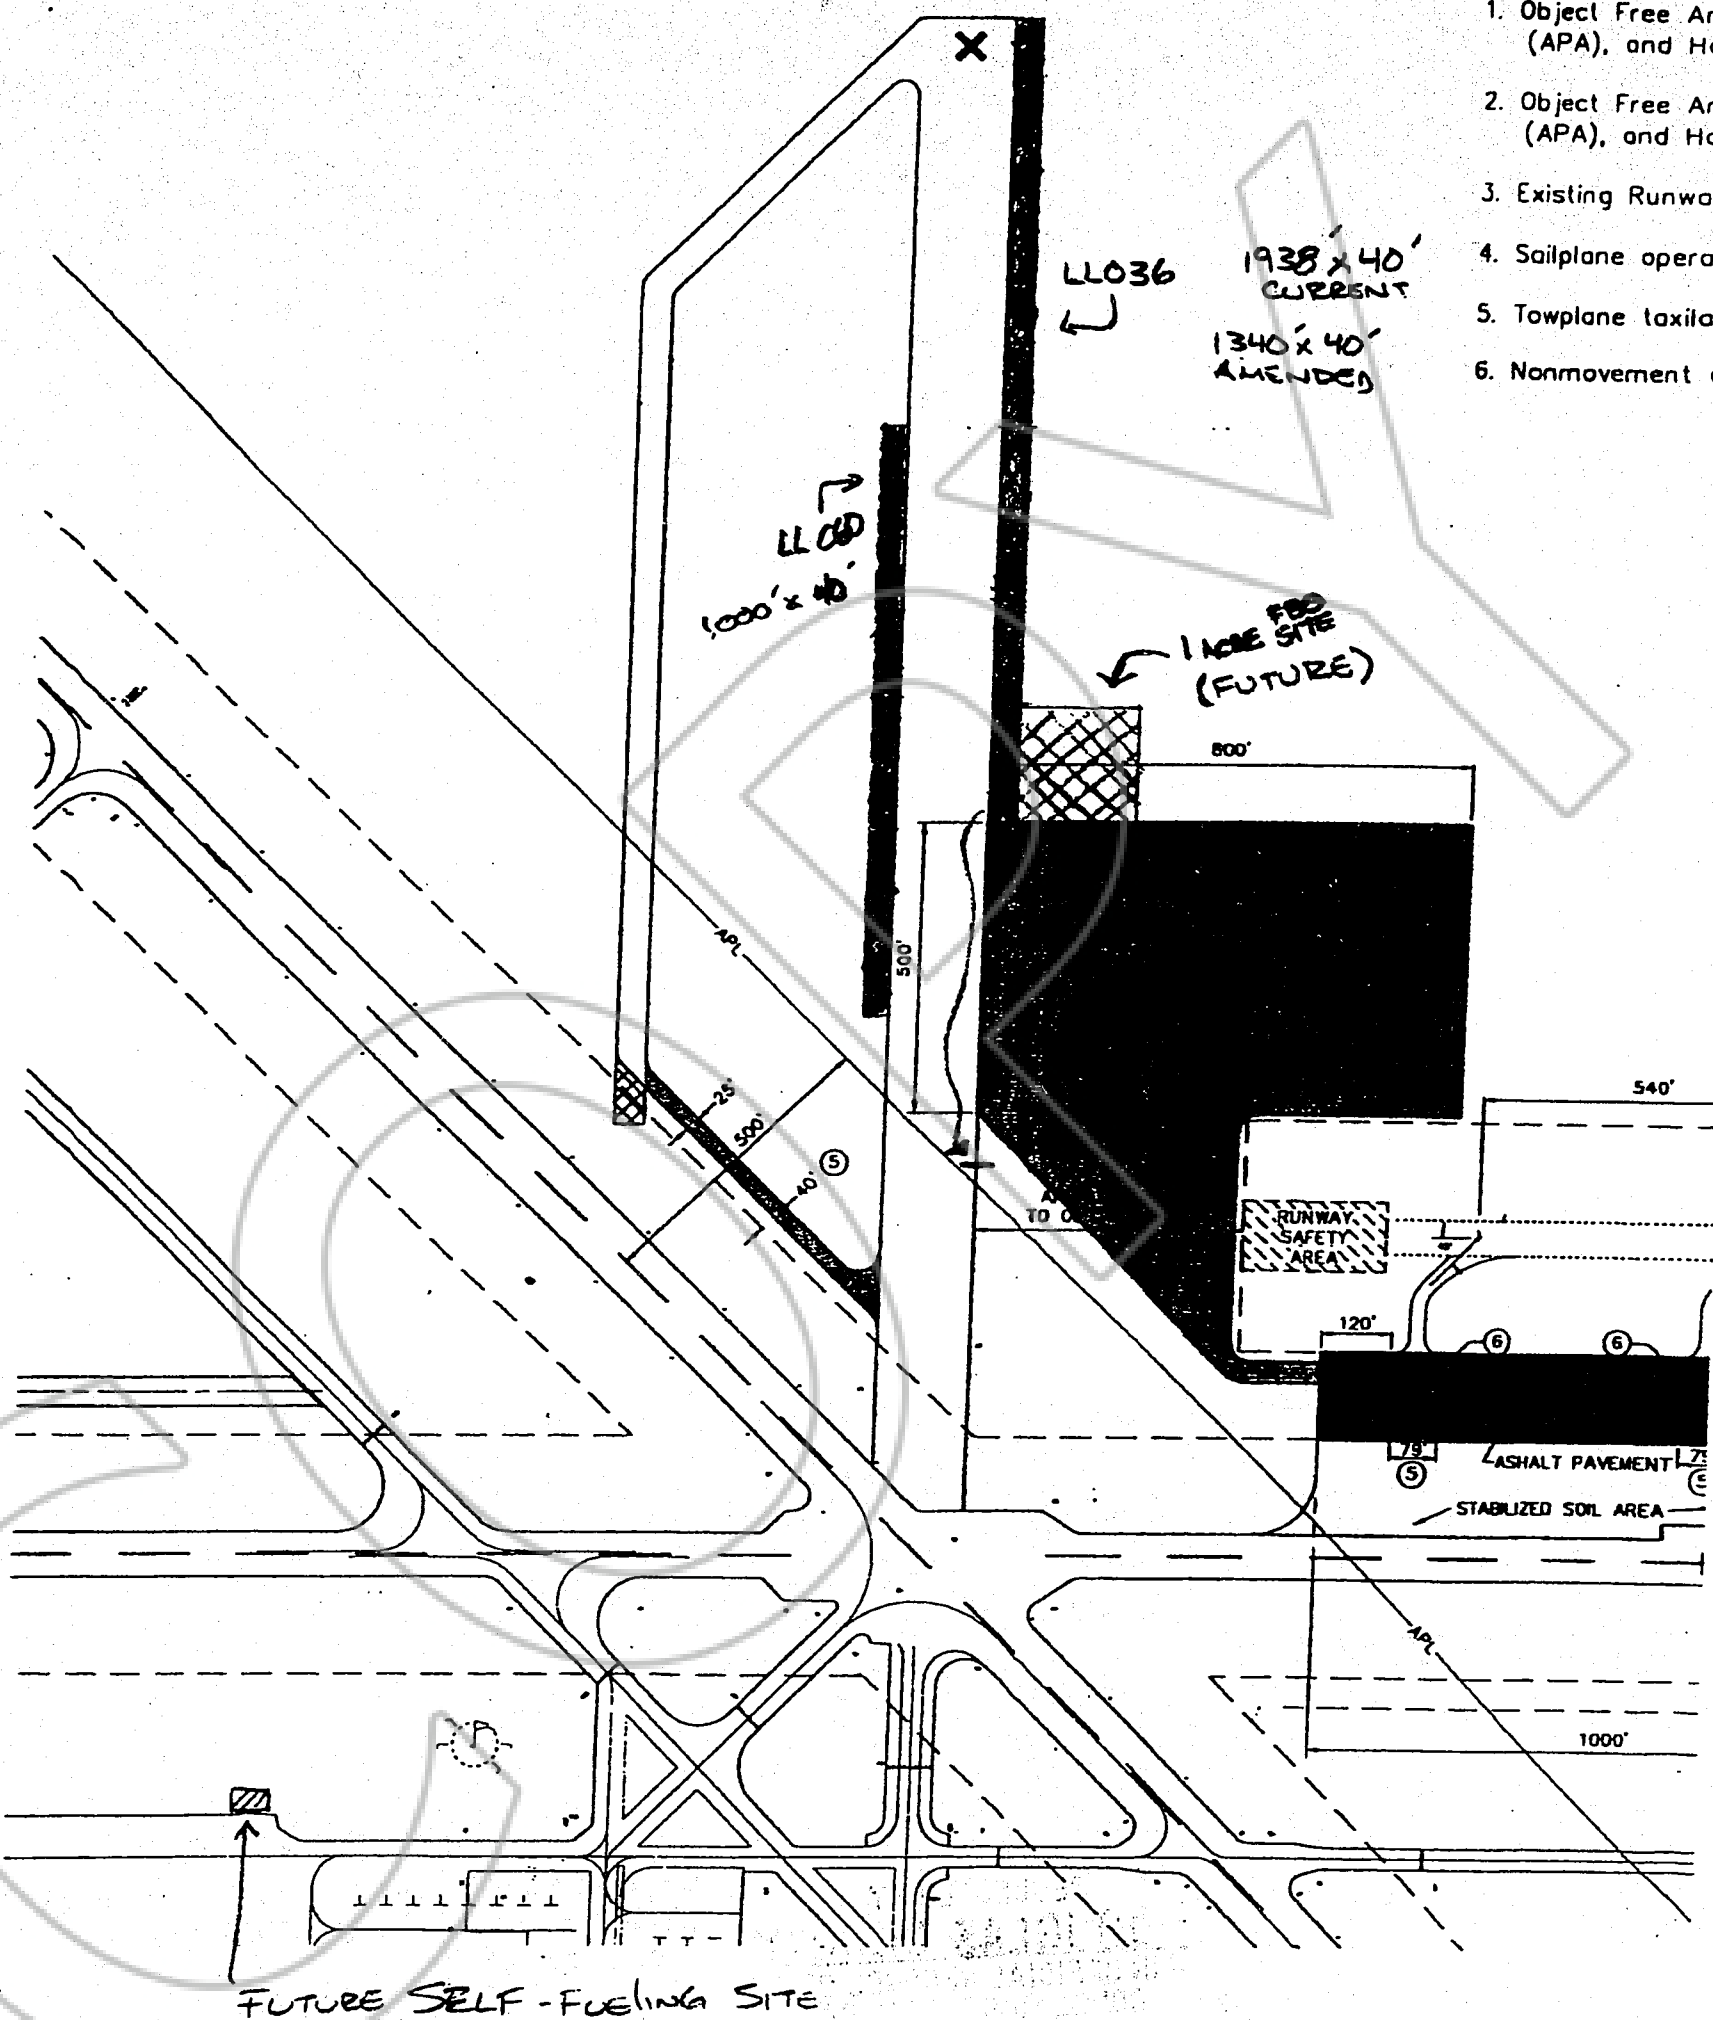 1. Object Free Ar
(APA), and H
2. Object Free Ar
(APA), and Ho
3. Existing Runwa
4. Sailplane opera
5. Towplane taxila
6. Nonmovement
LL036
1938' x 40'
CURRENT
1340' x 40'
AMENDED
1,000' x 40'
FBO
1 ACRE SITE
(FUTURE)
800'
APL
500'
540'
25'
500'
40'
5
TO
RUNWAY
SAFETY
AREA
120'
6
6
79'
5
ASHALT PAVEMENT
STABILIZED SOIL AREA
APL
1000'
FUTURE SELF-FUELING SITE
COPY